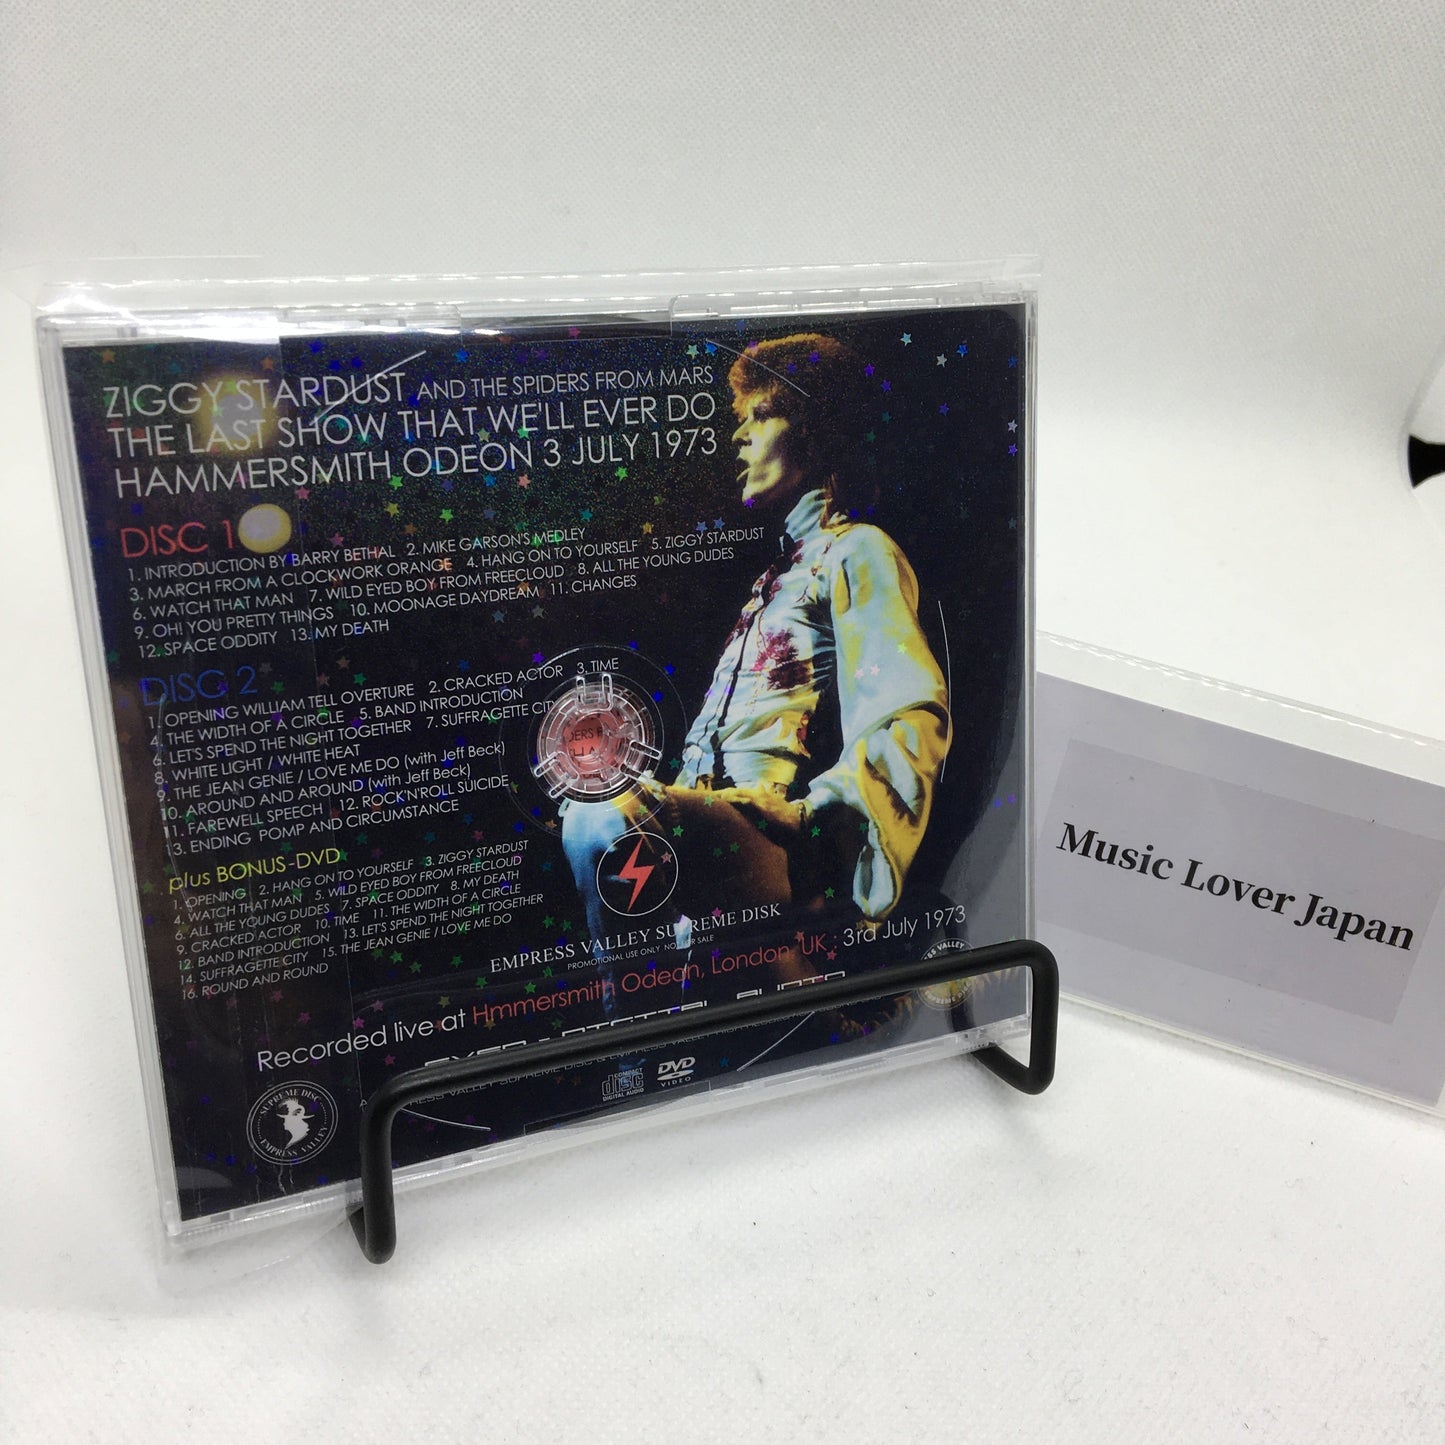 ZIGGY STARDUST AND THE SPIDERS FROM MARS
THE LAST SHOW THAT WE'LL EVER DO
HAMMERSMITH ODEON 3 JULY 1973
DISC 1
1. INTRODUCTION BY BARRY BETHAL 2. MIKE GARSON'S MEDLEY
3. MARCH FROM A CLOCKWORK ORANGE 4. HANG ON TO YOURSELF 5. ZIGGY STARDUST
6. WATCH THAT MAN 7. WILD EYED BOY FROM FREECLOUD 8. ALL THE YOUNG DUDES
9. OH! YOU PRETTY THINGS 10. MOONAGE DAYDREAM 11. CHANGES
12. SPACE ODDITY 13. MY DEATH
DISC 2
1. OPENING WILLIAM TELL OVERTURE 2. CRACKED ACTOR 3. TIME
4. THE WIDTH OF A CIRCLE 5. BAND INTRODUCTION
6. LET'S SPEND THE NIGHT TOGETHER 7. SUFFRAGETTE CITY
8. WHITE LIGHT / WHITE HEAT
9. THE JEAN GENIE / LOVE ME DO (with Jeff Beck)
10. AROUND AND AROUND (with Jeff Beck)
11. FAREWELL SPEECH 12. ROCK'N'ROLL SUICIDE
13. ENDING POMP AND CIRCUMSTANCE
plus BONUS-DVD
1. OPENING 2. HANG ON TO YOURSELF 3. ZIGGY STARDUST
4. WATCH THAT MAN 5. WILD EYED BOY FROM FREECLOUD
6. ALL THE YOUNG DUDES 7. SPACE ODDITY 8. MY DEATH
9. CRACKED ACTOR 10. TIME 11. THE WIDTH OF A CIRCLE
12. BAND INTRODUCTION 13. LET'S SPEND THE NIGHT TOGETHER
14. SUFFRAGETTE CITY 15. THE JEAN GENIE / LOVE ME DO
16. ROUND AND ROUND
EMPRESS VALLEY SUPREME DISK
PROMOTIONAL USE ONLY. NOT FOR SALE
Recorded live at Hmmersmith Odeon, London, UK : 3rd July 1973
COMPACT
disc
DIGITAL AUDIO
DVD
VIDEO
SUPREME DISC
EMPRESS VALLEY
Music Lover Japan